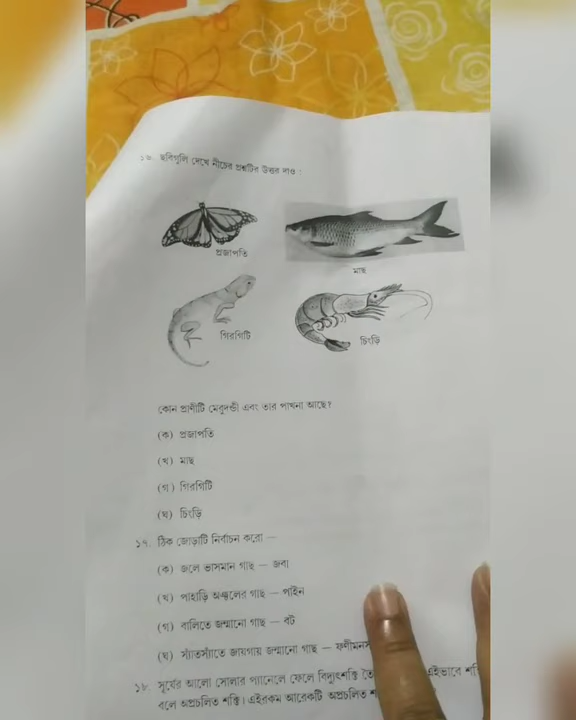 ১৬. ছবিগুলি দেখে নীচের প্রশ্নটির উত্তর দাও :
প্রজাপতি
মাছ
গিরগিটি
চিংড়ি
কোন প্রাণীটি মেরুদণ্ডী এবং তার পাখনা আছে?
(ক) প্রজাপতি
(খ) মাছ
(গ) গিরগিটি
(ঘ) চিংড়ি
১৭. ঠিক জোড়াটি নির্বাচন করো —
(ক) জলে ভাসমান গাছ — জবা
(খ) পাহাড়ি অঞ্চলের গাছ — পাইন
(গ) বালিতে জন্মানো গাছ — বট
(ঘ) স্যাঁতস্যাঁতে জায়গায় জন্মানো গাছ —
১৮. সূর্যের আলো সোলার প্যানেলে ফেলে বিদ্যুৎশক্তি এইভাবে
বলে অপ্রচলিত শক্তি। এইরকম আরেকটি অপ্রচলিত